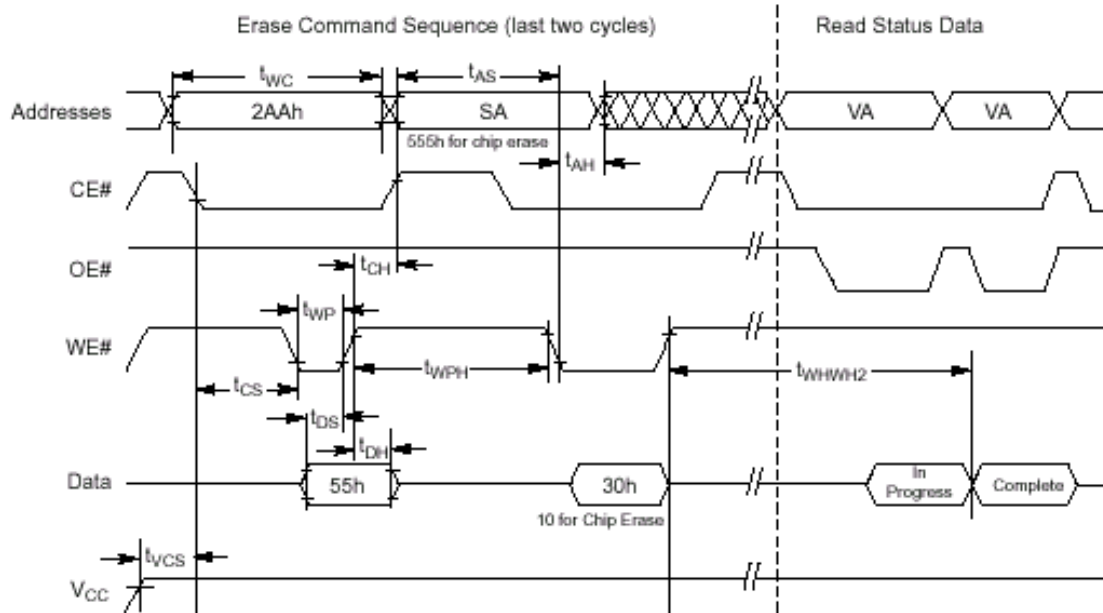 Erase Command Sequence (last two cycles) Read Status Data
tWC tAS
Addresses 2AAh SA VA VA
555h for chip erase
tAH
CE#
OE# tCH
tWP
WE#
tWPH tWHWH2
tCS
tDS
tDH
Data 55h 30h In Progress Complete
10 for Chip Erase
tVCS
VCC